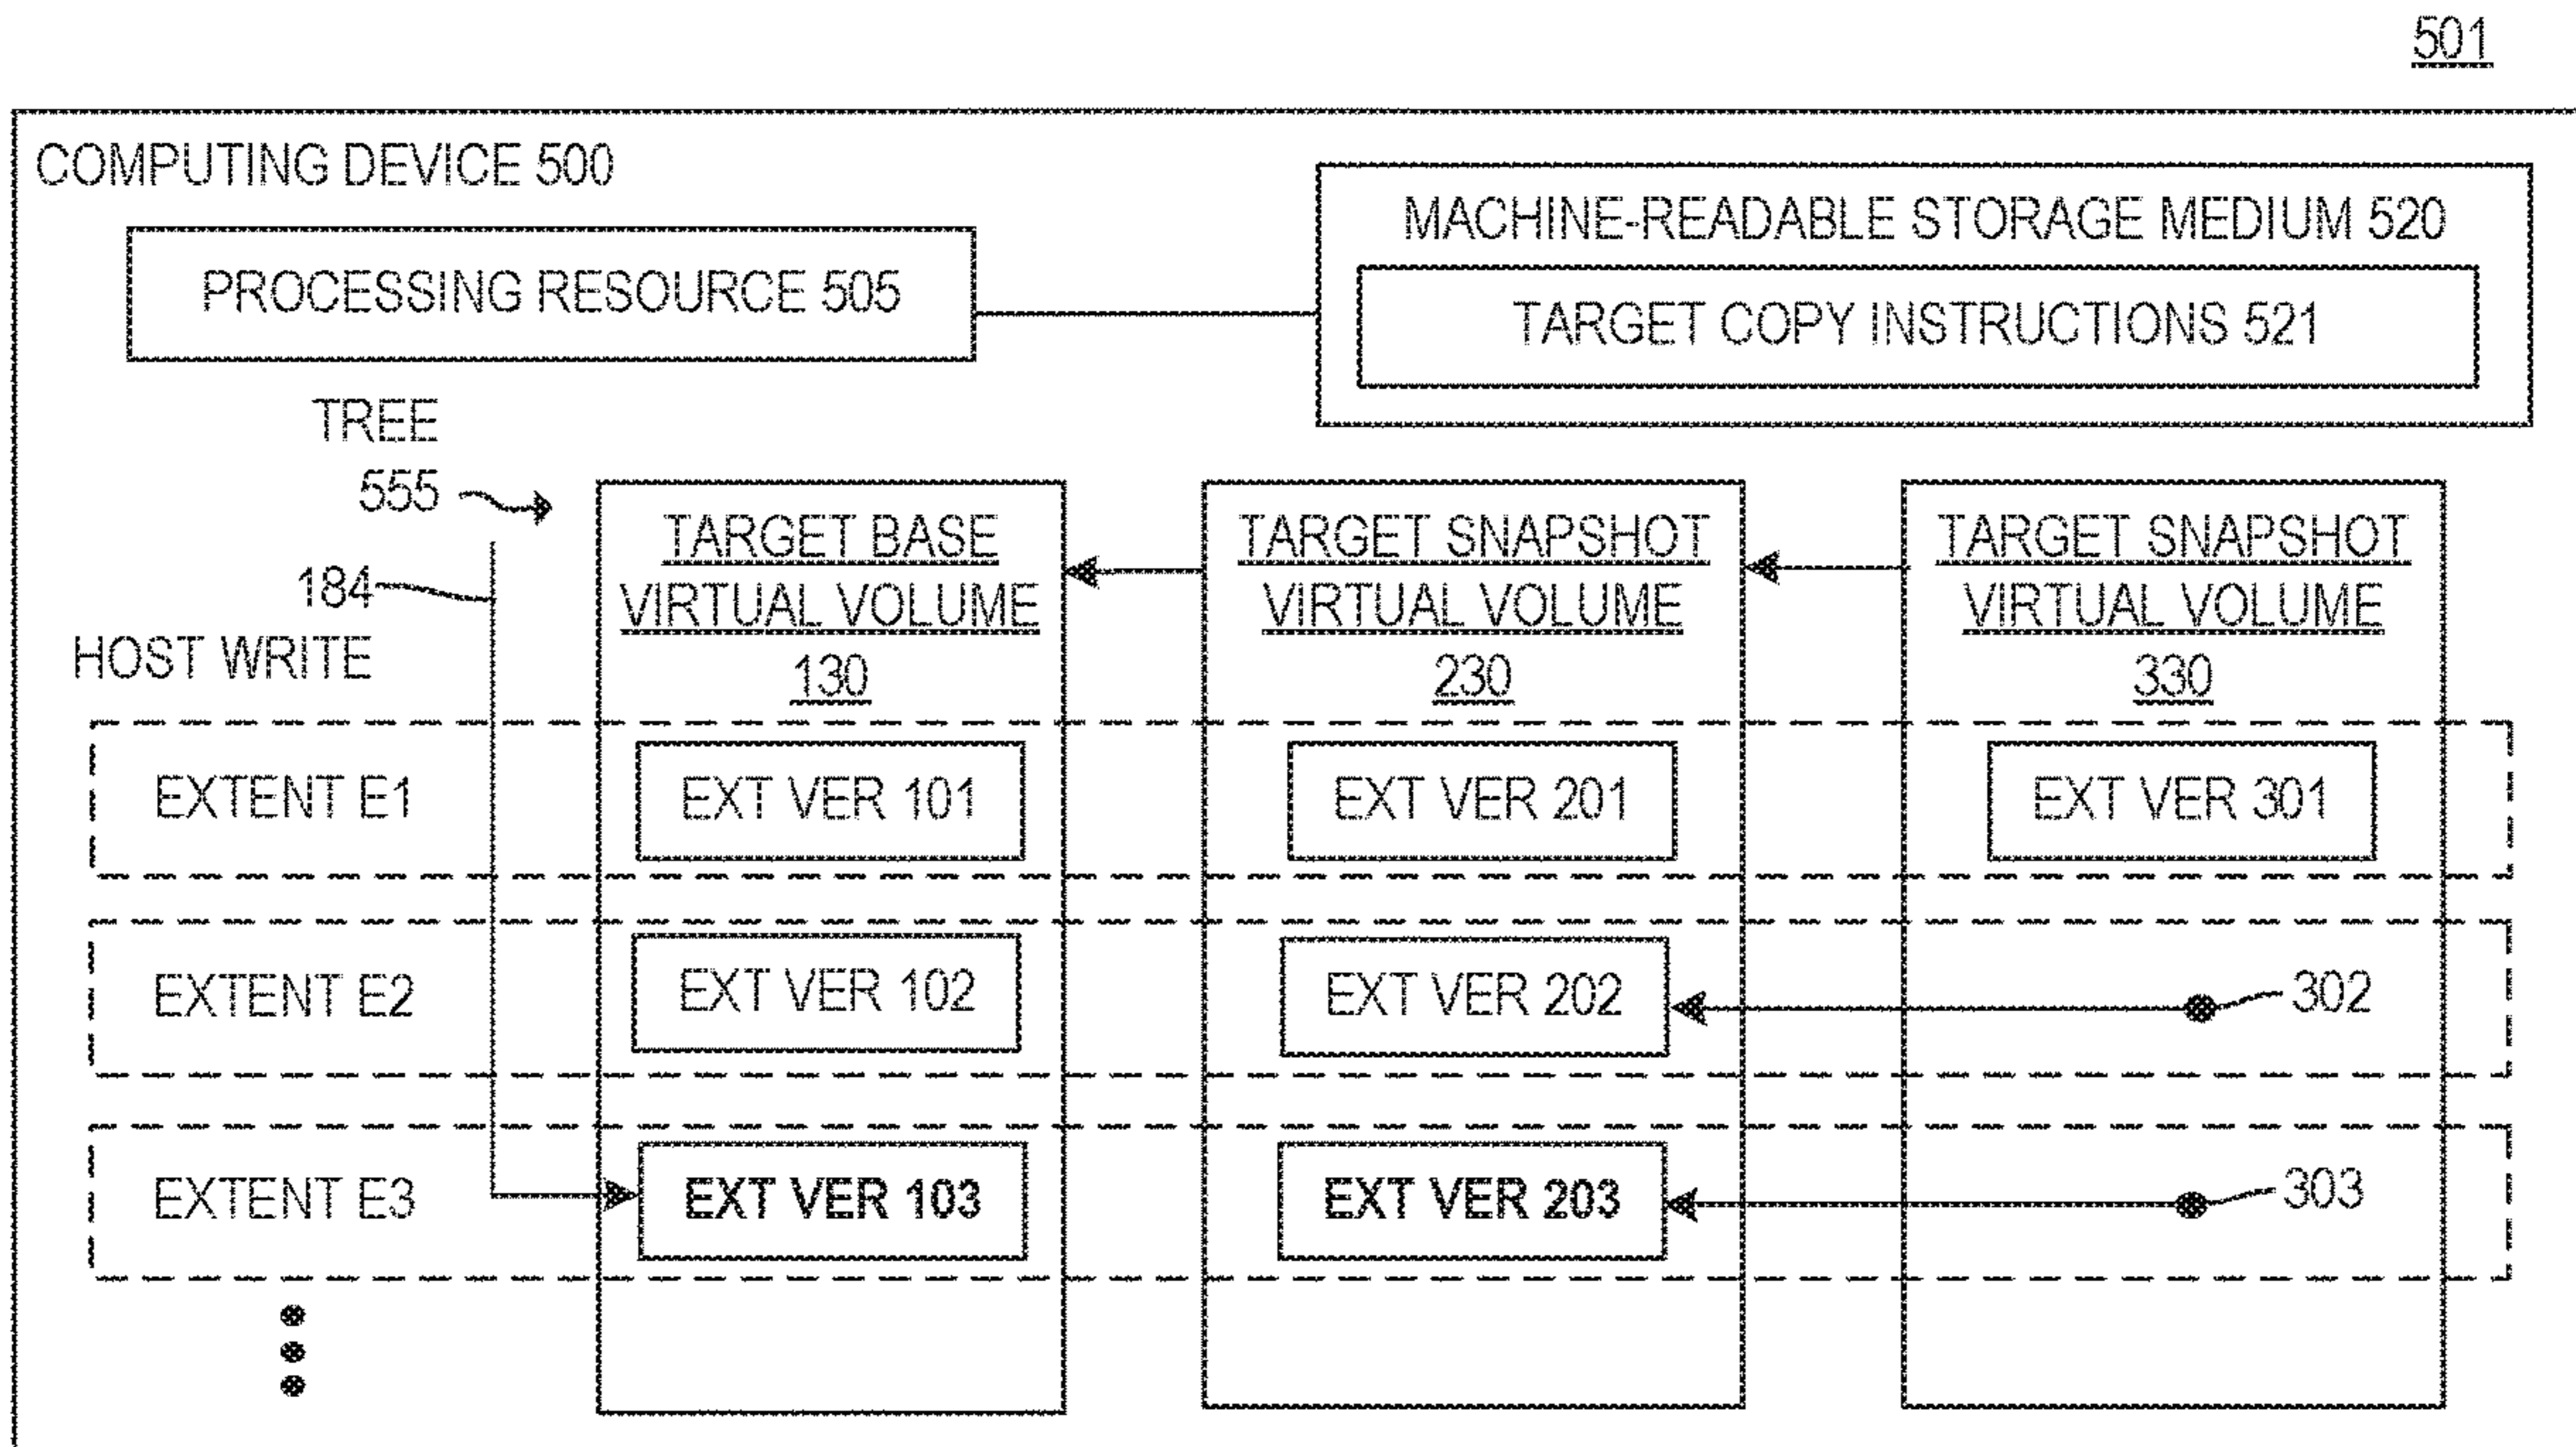 501
COMPUTING DEVICE 500
PROCESSING RESOURCE 505
MACHINE-READABLE STORAGE MEDIUM 520
TARGET COPY INSTRUCTIONS 521
TREE
555
184
HOST WRITE
TARGET BASE
VIRTUAL VOLUME
130
TARGET SNAPSHOT
VIRTUAL VOLUME
230
TARGET SNAPSHOT
VIRTUAL VOLUME
330
EXTENT E1
EXT VER 101
EXT VER 201
EXT VER 301
EXTENT E2
EXT VER 102
EXT VER 202
302
EXTENT E3
EXT VER 103
EXT VER 203
303